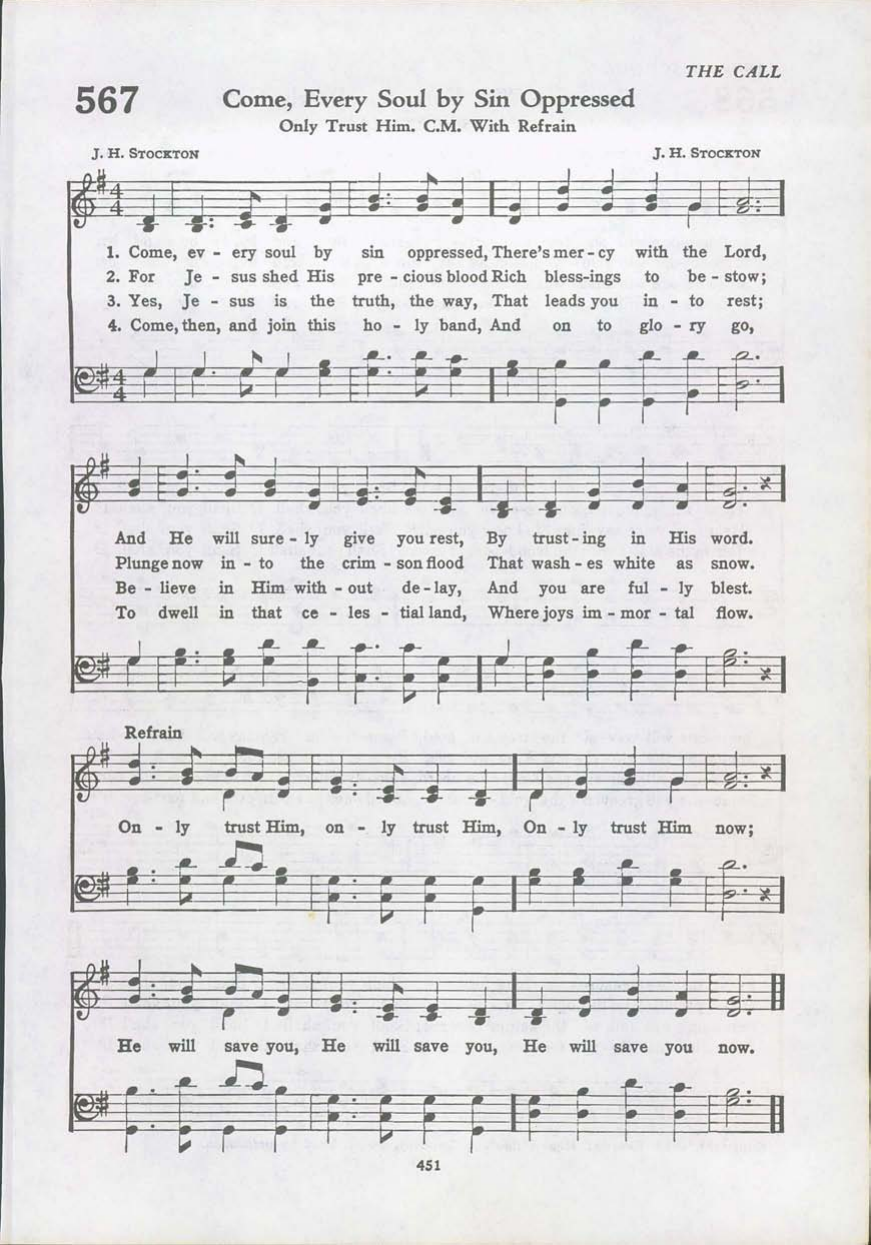 THE CALL
567 Come, Every Soul by Sin Oppressed
Only Trust Him. C.M. With Refrain
J. H. STOCKTON J. H. STOCKTON
4 4
1. Come, ev - ery soul by sin oppressed, There's mer - cy with the Lord,
2. For Je - sus shed His pre - cious blood Rich bless-ings to be - stow;
3. Yes, Je - sus is the truth, the way, That leads you in - to rest;
4. Come, then, and join this ho - ly band, And on to glo - ry go,
4 4
And He will sure - ly give you rest, By trust - ing in His word.
Plunge now in - to the crim - son flood That wash - es white as snow.
Be - lieve in Him with - out de - lay, And you are ful - ly blest.
To dwell in that ce - les - tial land, Where joys im - mor - tal flow.
Refrain
On - ly trust Him, on - ly trust Him, On - ly trust Him now;
He will save you, He will save you, He will save you now.
451